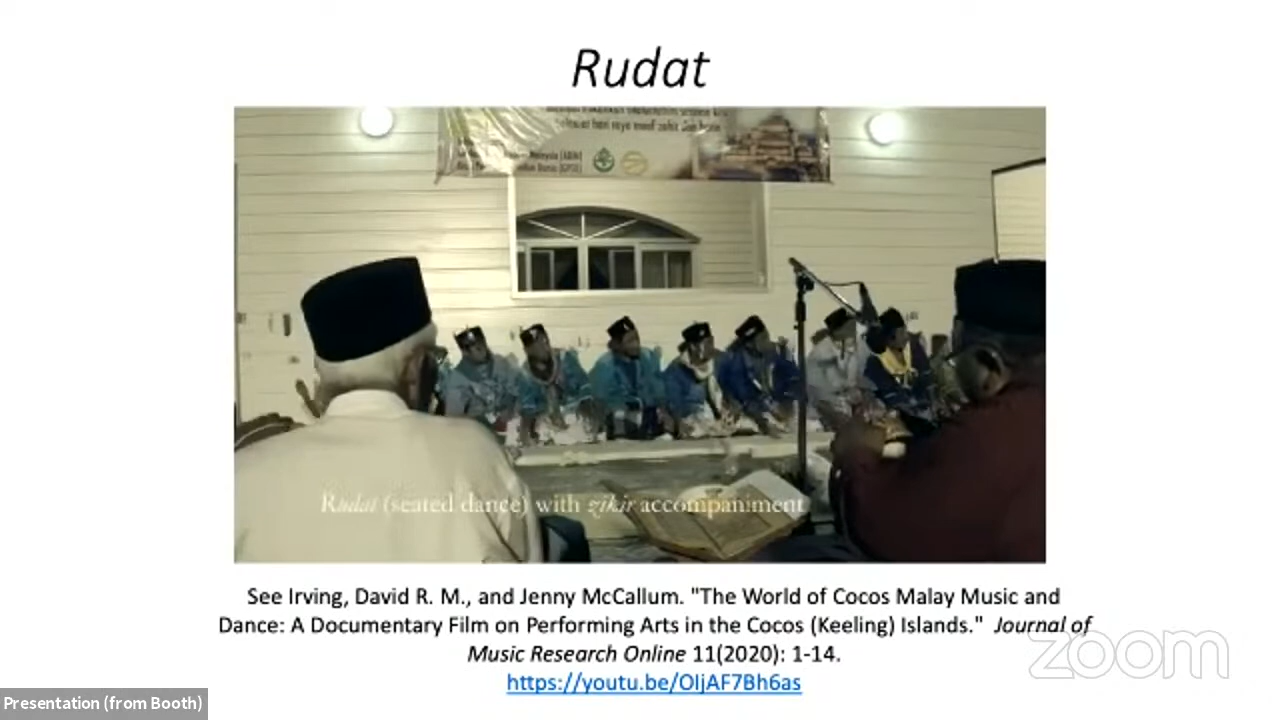 Rudat
Rudat (seated dance) with zikir accompaniment
See Irving, David R. M., and Jenny McCallum. "The World of Cocos Malay Music and
Dance: A Documentary Film on Performing Arts in the Cocos (Keeling) Islands." Journal of
Music Research Online 11(2020): 1-14.
https://youtu.be/OIjAF7Bh6as
zoom
Presentation (from Booth)